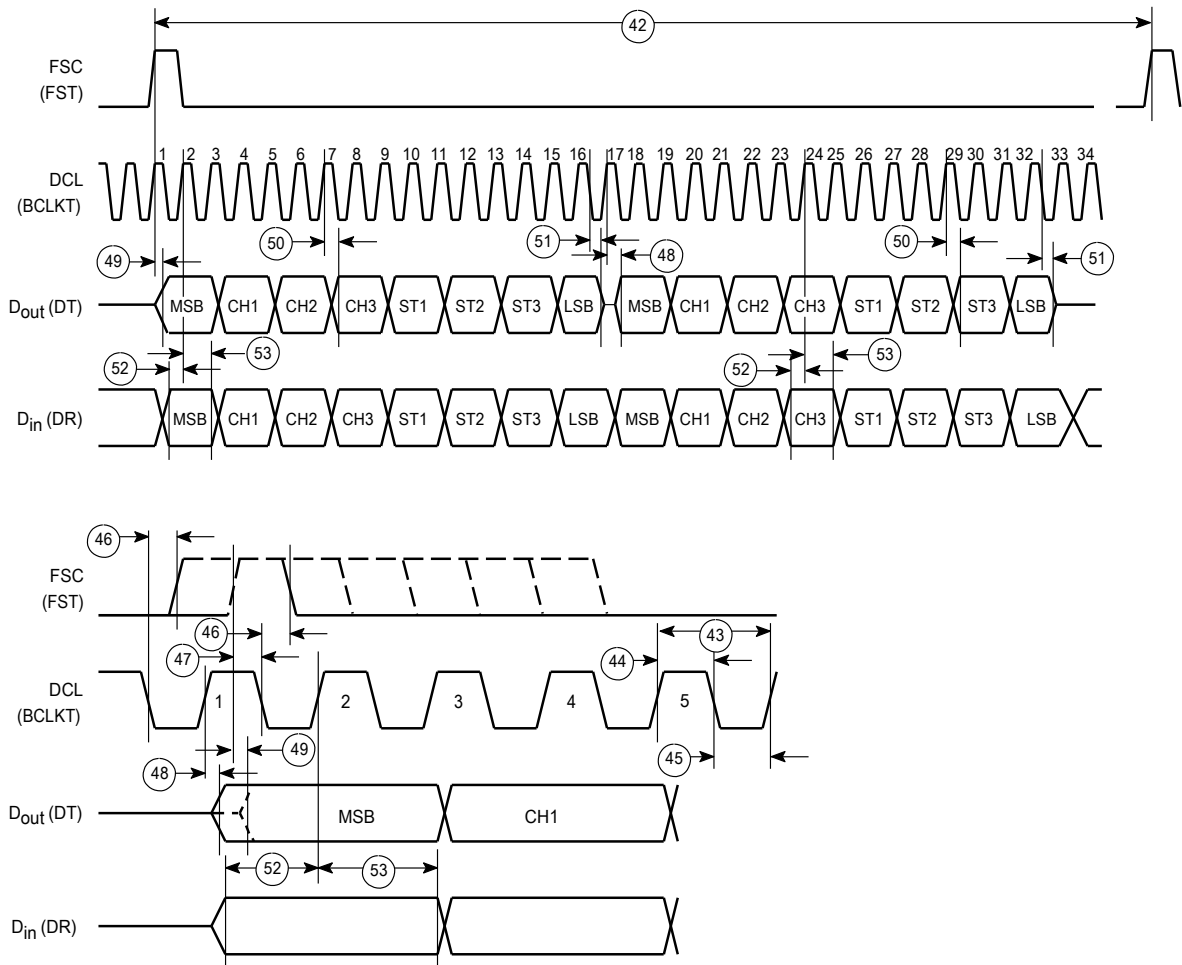 42
FSC
(FST)
1 2 3 4 5 6 7 8 9 10 11 12 13 14 15 16 17 18 19 20 21 22 23 24 25 26 27 28 29 30 31 32 33 34
DCL
(BCLKT)
50 51 48 50 51
49
Dout (DT)
MSB CH1 CH2 CH3 ST1 ST2 ST3 LSB MSB CH1 CH2 CH3 ST1 ST2 ST3 LSB
52 53 52 53
Din (DR)
MSB CH1 CH2 CH3 ST1 ST2 ST3 LSB MSB CH1 CH2 CH3 ST1 ST2 ST3 LSB
46
FSC
(FST)
46 43
47 44
DCL
(BCLKT)
1 2 3 4 5
49 45
48
Dout (DT)
MSB CH1
52 53
Din (DR)